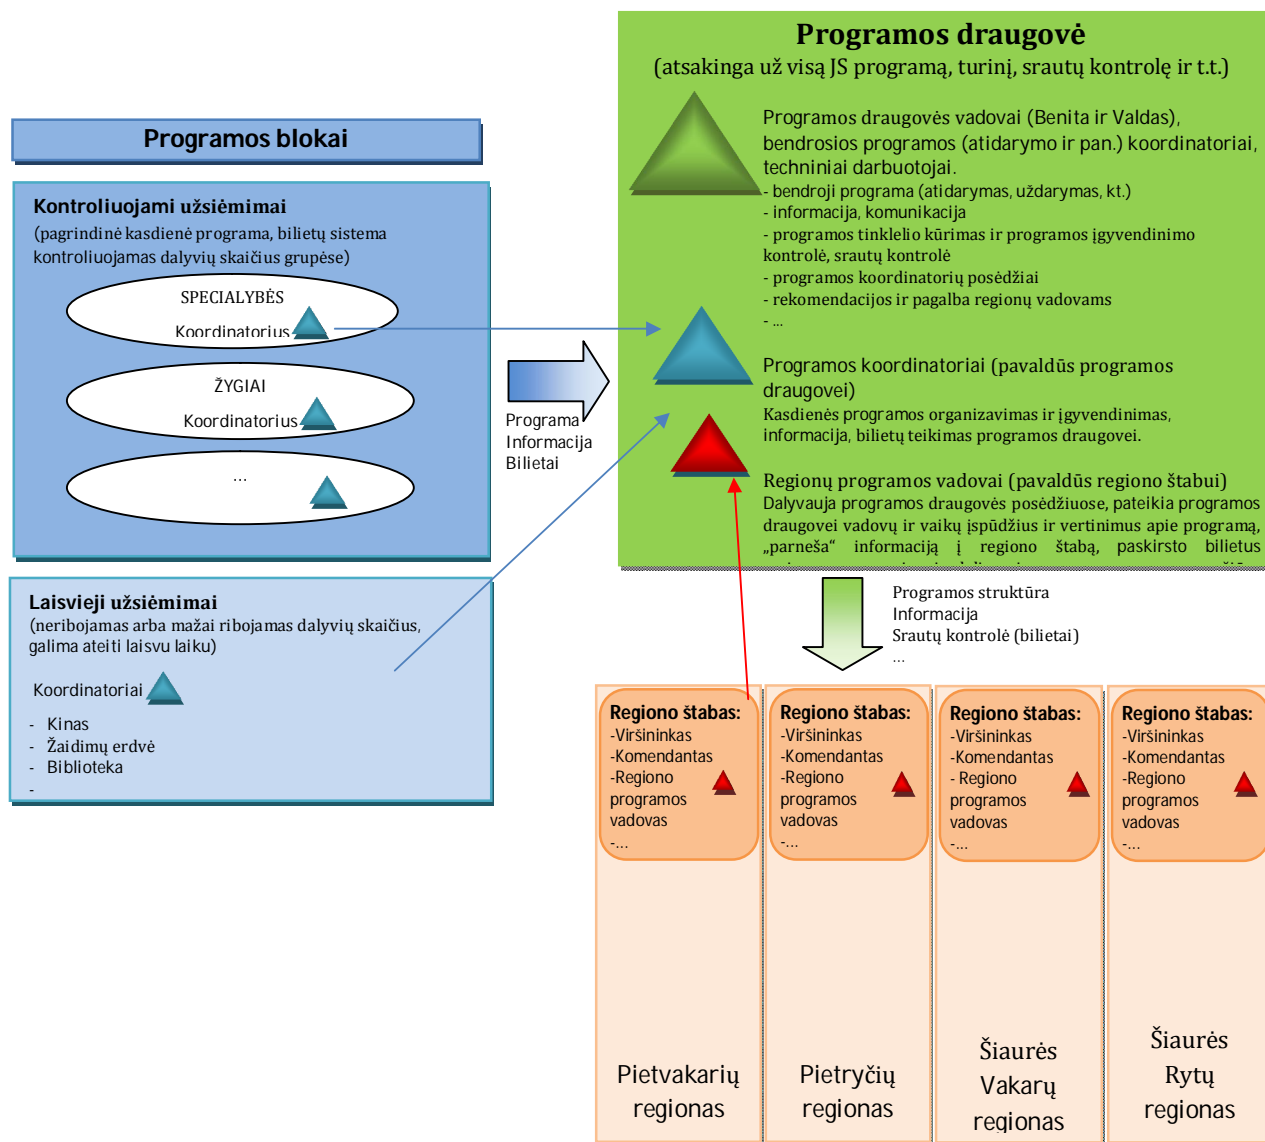 Programos draugovė
(atsakinga už visą JS programą, turinį, srautų kontrolę ir t.t.)
Programos draugovės vadovai (Benita ir Valdas),
bendrosios programos (atidarymo ir pan.) koordinatoriai,
techniniai darbuotojai.
- bendroji programa (atidarymas, uždarymas, kt.)
- informacija, komunikacija
- programos tinklelio kūrimas ir programos įgyvendinimo
kontrolė, srautų kontrolė
- programos koordinatorių posėdžiai
- rekomendacijos ir pagalba regionų vadovams
- ...
Programos koordinatoriai (pavaldūs programos
draugovei)
Kasdienės programos organizavimas ir įgyvendinimas,
informacija, bilietų teikimas programos draugovei.
Regionų programos vadovai (pavaldūs regiono štabui)
Dalyvauja programos draugovės posėdžiuose, pateikia programos
draugovei vadovų ir vaikų įspūdžius ir vertinimus apie programą,
„parneša“ informaciją į regiono štabą, paskirsto bilietus
Programos blokai
Kontroliuojami užsiėmimai
(pagrindinė kasdienė programa, bilietų sistema
kontroliuojamas dalyvių skaičius grupėse)
SPECIALYBĖS
Koordinatorius
ŽYGIAI
Koordinatorius
...
Programa
Informacija
Bilietai
Laisvieji užsiėmimai
(neribojamas arba mažai ribojamas dalyvių skaičius,
galima ateiti laisvu laiku)
Koordinatoriai
- Kinas
- Žaidimų erdvė
- Biblioteka
-
Programos struktūra
Informacija
Srautų kontrolė (bilietai)
...
Regiono štabas:
-Viršininkas
-Komendantas
-Regiono
programos
vadovas
-...
Pietvakarių
regionas
Regiono štabas:
-Viršininkas
-Komendantas
-Regiono
programos
vadovas
-...
Pietryčių
regionas
Regiono štabas:
-Viršininkas
-Komendantas
- Regiono
programos
vadovas
-...
Šiaurės
Vakarų
regionas
Regiono štabas:
-Viršininkas
-Komendantas
-Regiono
programos
vadovas
-...
Šiaurės
Rytų
regionas